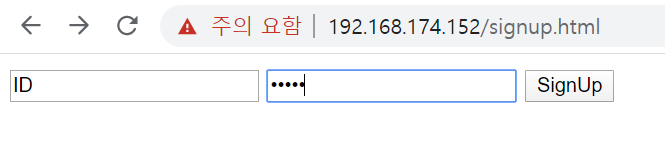 주의 요함 192.168.174.152/signup.html
ID ••••• SignUp